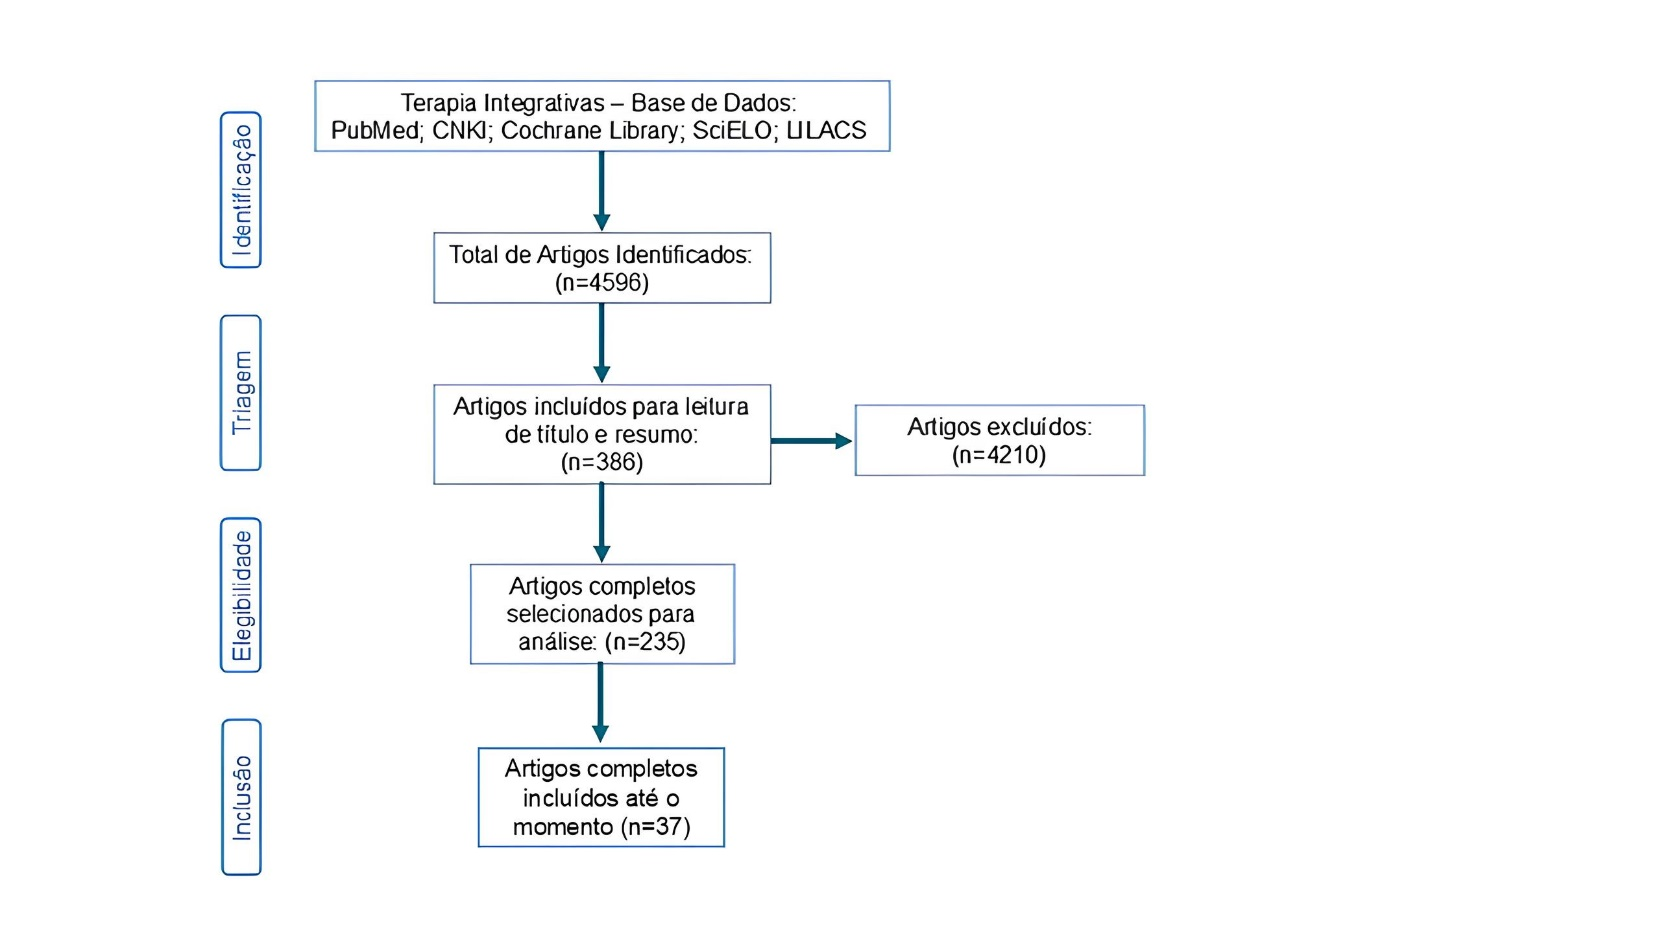 Identificação
Terapia Integrativas – Base de Dados:
PubMed; CNKI; Cochrane Library; SciELO; LILACS
Total de Artigos Identificados:
(n=4596)
Triagem
Artigos incluídos para leitura
de título e resumo:
(n=386)
Artigos excluídos:
(n=4210)
Elegibilidade
Artigos completos
selecionados para
análise: (n=235)
Inclusão
Artigos completos
incluídos até o
momento (n=37)